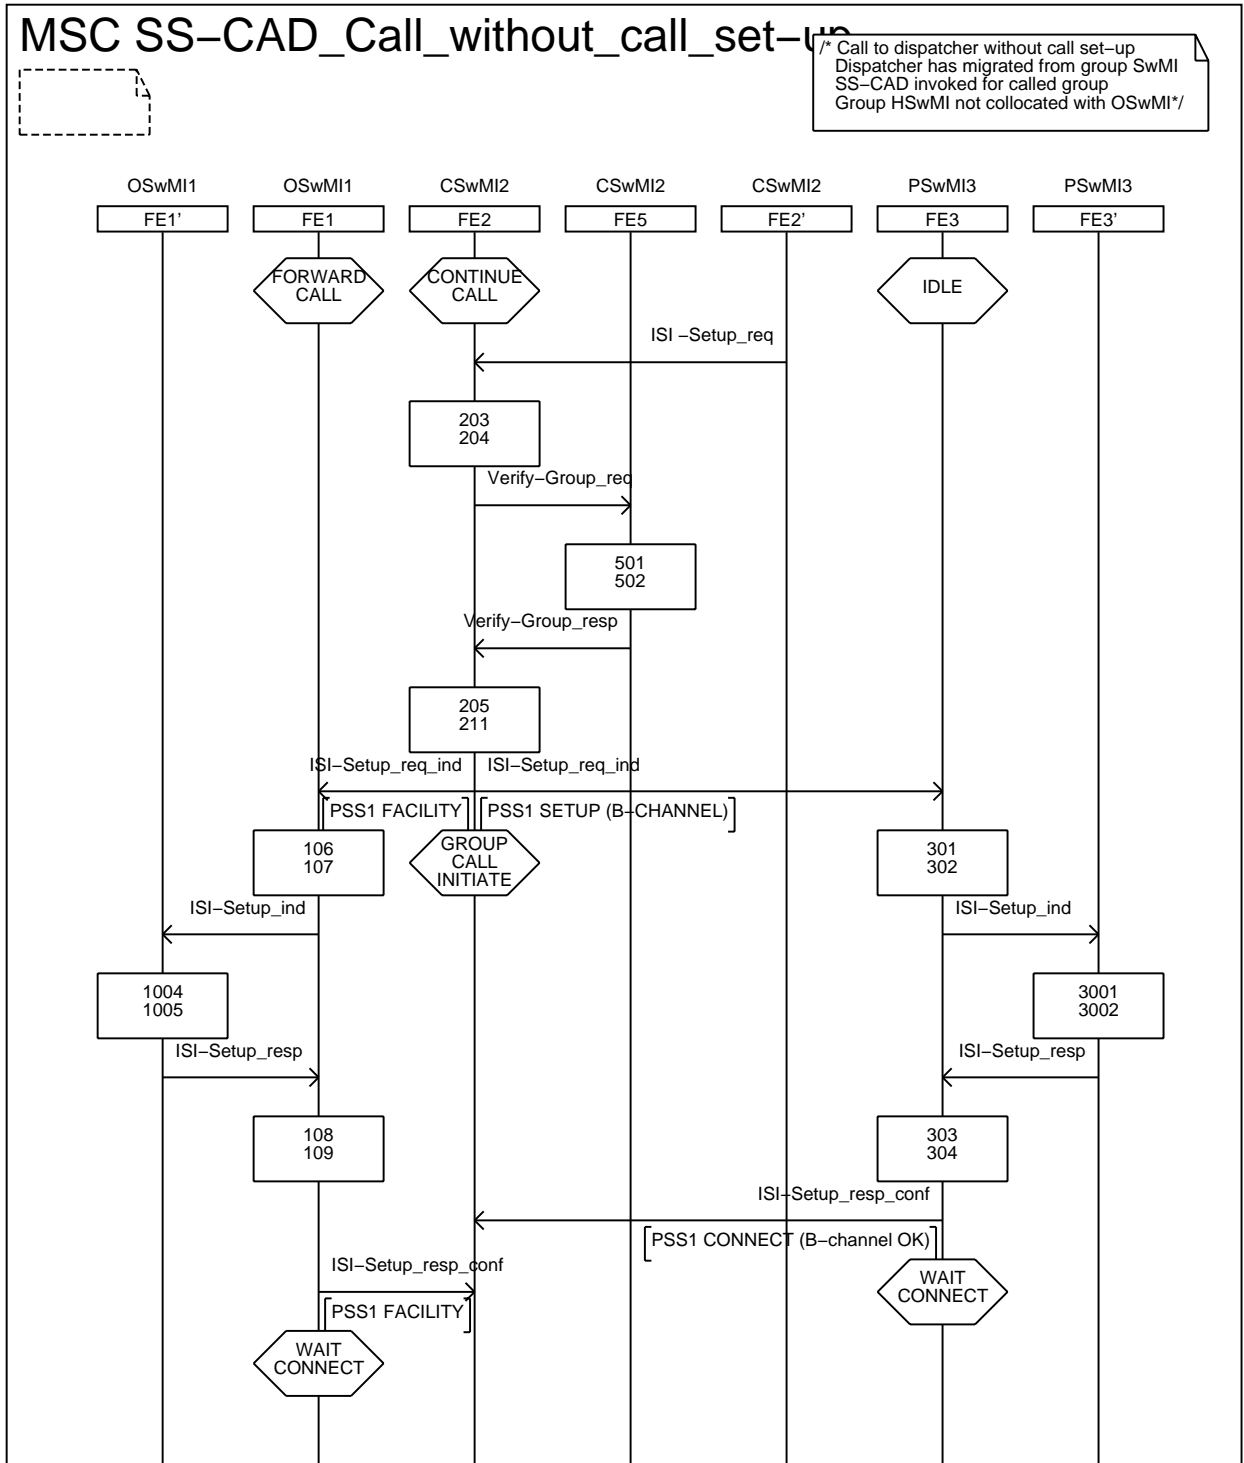 MSC SS−CAD_Call_without_call_set−up
/* Call to dispatcher without call set−up
Dispatcher has migrated from group SwMI
SS−CAD invoked for called group
Group HSwMI not collocated with OSwMI*/
OSwMI1 OSwMI1 CSwMI2 CSwMI2 CSwMI2 PSwMI3 PSwMI3
FE1' FE1 FE2 FE5 FE2' FE3 FE3'
FORWARD CALL
CONTINUE CALL
IDLE
ISI −Setup_req
203
204
Verify−Group_req
501
502
Verify−Group_resp
205
211
ISI−Setup_req_ind ISI−Setup_req_ind
PSS1 FACILITY PSS1 SETUP (B−CHANNEL)
106
107
GROUP
CALL
INITIATE
301
302
ISI−Setup_ind ISI−Setup_ind
1004
1005
3001
3002
ISI−Setup_resp ISI−Setup_resp
108
109
303
304
ISI−Setup_resp_conf
PSS1 CONNECT (B−channel OK)
ISI−Setup_resp_conf
WAIT
CONNECT
PSS1 FACILITY
WAIT
CONNECT